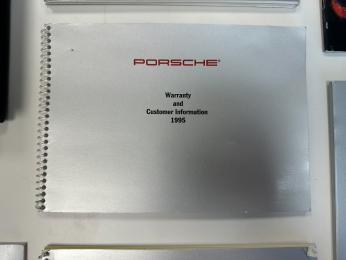 PORSCHE®
Warranty
and
Customer Information
1995